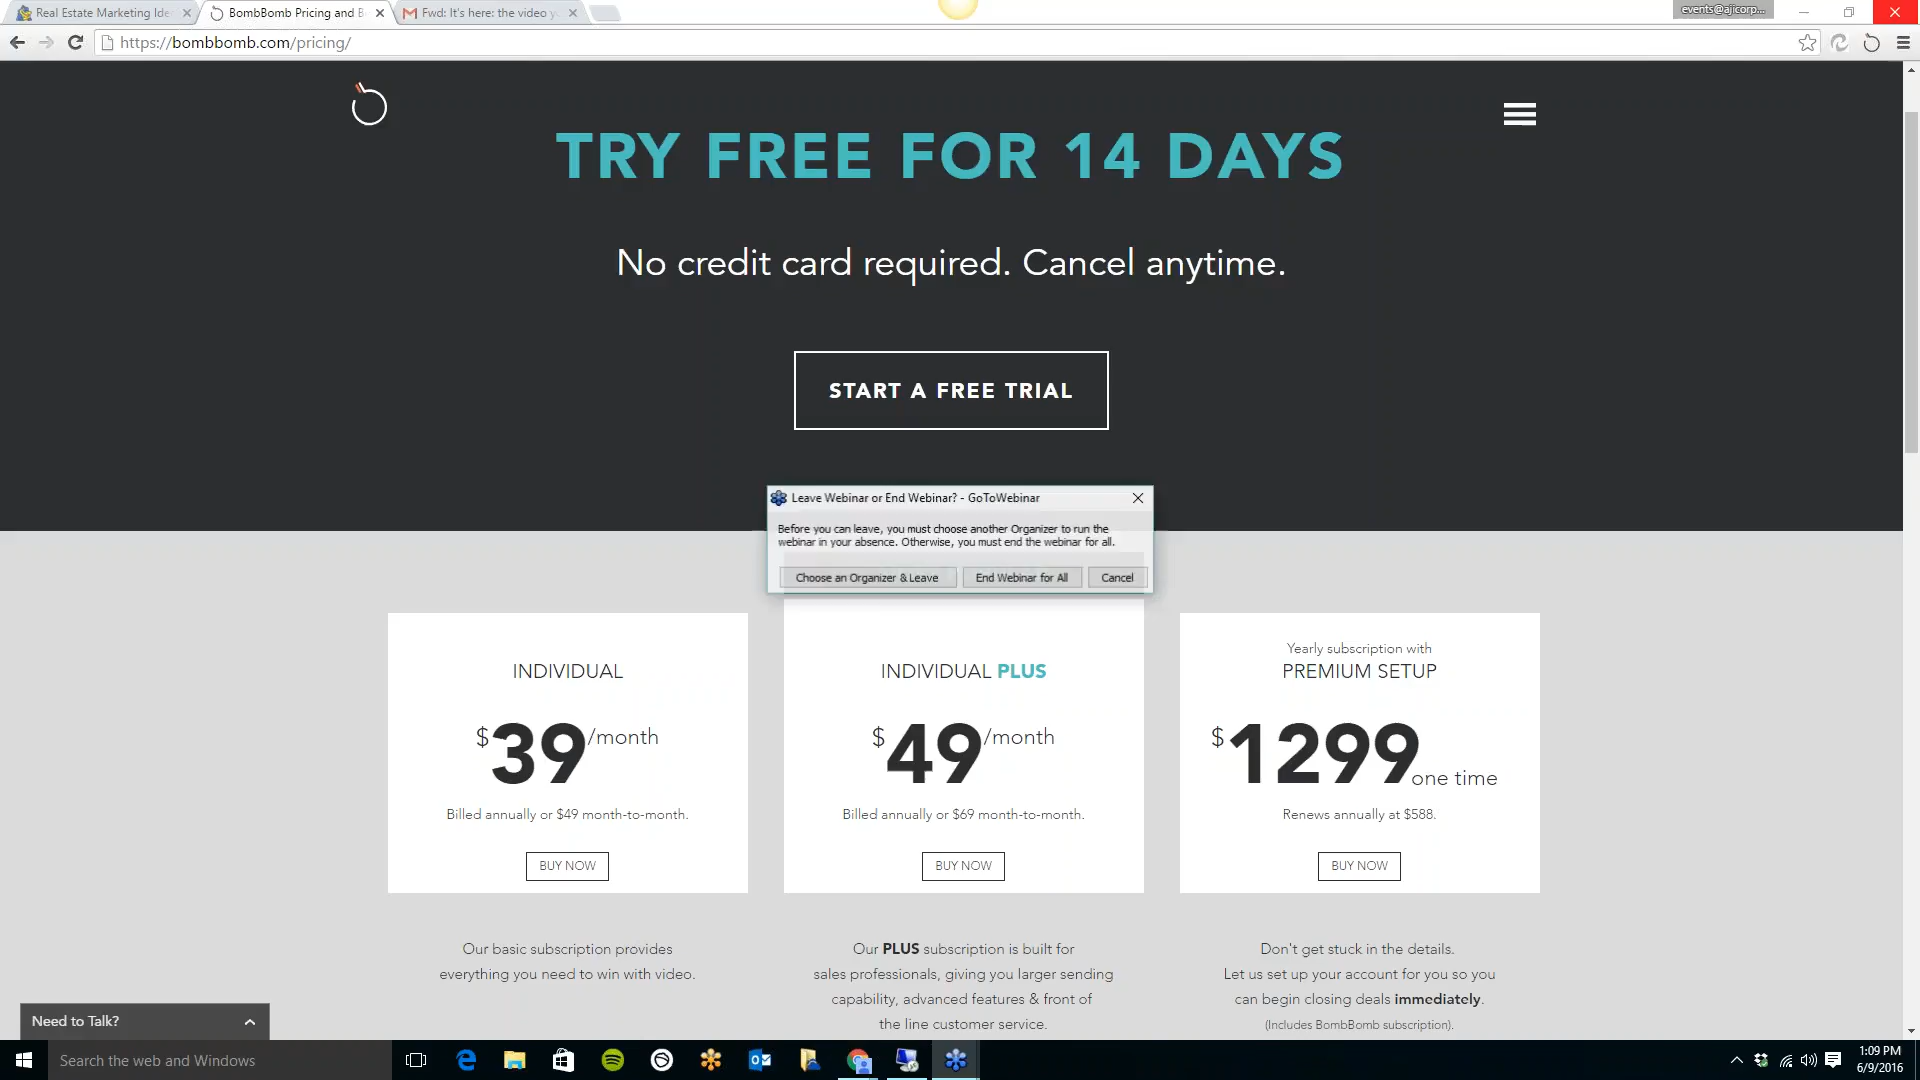 Real Estate Marketing Ide
BombBomb Pricing and B
Fwd: It's here: the video y
events@ajicorp...
https://bombbomb.com/pricing/
TRY FREE FOR 14 DAYS
No credit card required. Cancel anytime.
START A FREE TRIAL
Leave Webinar or End Webinar? - GoToWebinar
Before you can leave, you must choose another Organizer to run the
webinar in your absence. Otherwise, you must end the webinar for all.
Choose an Organizer & Leave
End Webinar for All
Cancel
INDIVIDUAL
$39/month
Billed annually or $49 month-to-month.
BUY NOW
Our basic subscription provides
everything you need to win with video.
INDIVIDUAL PLUS
$49/month
Billed annually or $69 month-to-month.
BUY NOW
Our PLUS subscription is built for
sales professionals, giving you larger sending
capability, advanced features & front of
the line customer service.
Yearly subscription with
PREMIUM SETUP
$1299 one time
Renews annually at $588.
BUY NOW
Don't get stuck in the details.
Let us set up your account for you so you
can begin closing deals immediately.
(Includes BombBomb subscription).
Need to Talk?
Search the web and Windows
1:09 PM
6/9/2016